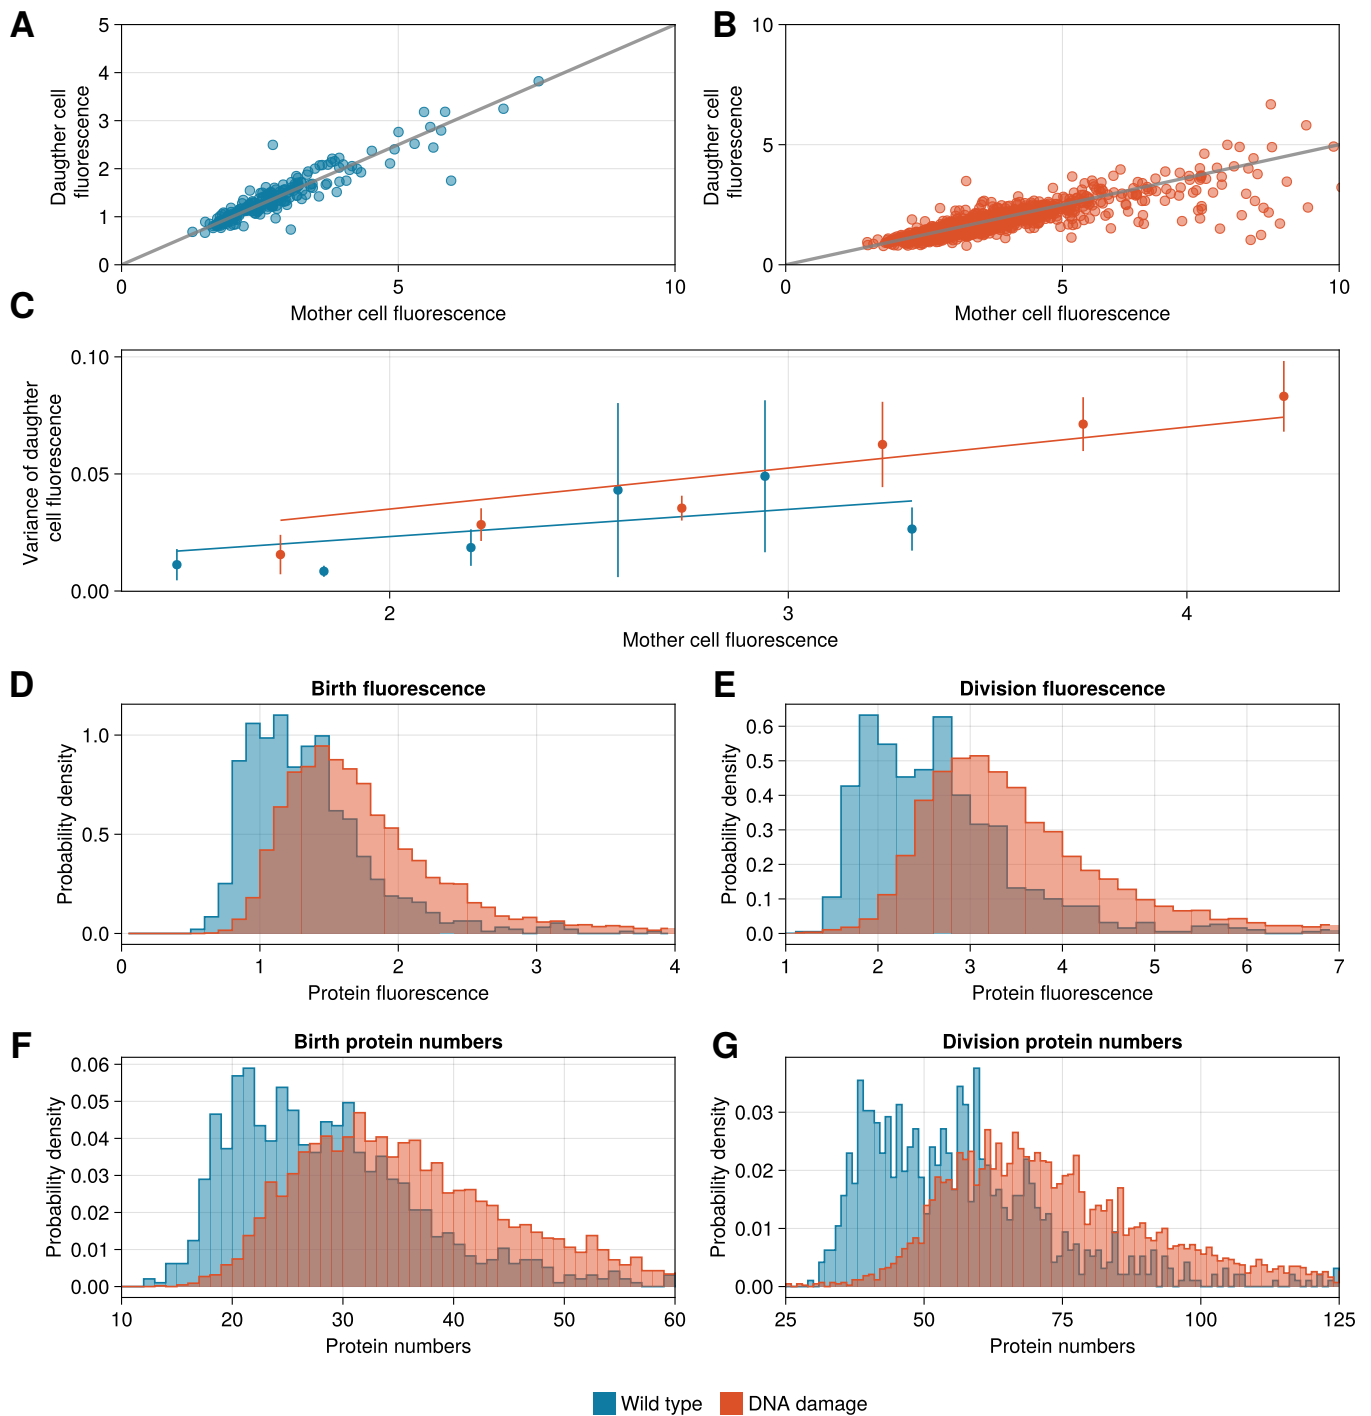 A
5
4
3
2
1
0
Daugther cell
fluorescence
0
5
10
Mother cell fluorescence
B
10
5
0
Daugther cell
fluorescence
0
5
10
Mother cell fluorescence
C
0.10
0.05
0.00
Variance of daughter
cell fluorescence
2
3
4
Mother cell fluorescence
D
Birth fluorescence
1.0
0.5
0.0
Probability density
0
1
2
3
4
Protein fluorescence
E
Division fluorescence
0.6
0.5
0.4
0.3
0.2
0.1
0.0
Probability density
1
2
3
4
5
6
7
Protein fluorescence
F
Birth protein numbers
0.06
0.05
0.04
0.03
0.02
0.01
0.00
Probability density
10
20
30
40
50
60
Protein numbers
G
Division protein numbers
0.03
0.02
0.01
0.00
Probability density
25
50
75
100
125
Protein numbers
Wild type
DNA damage